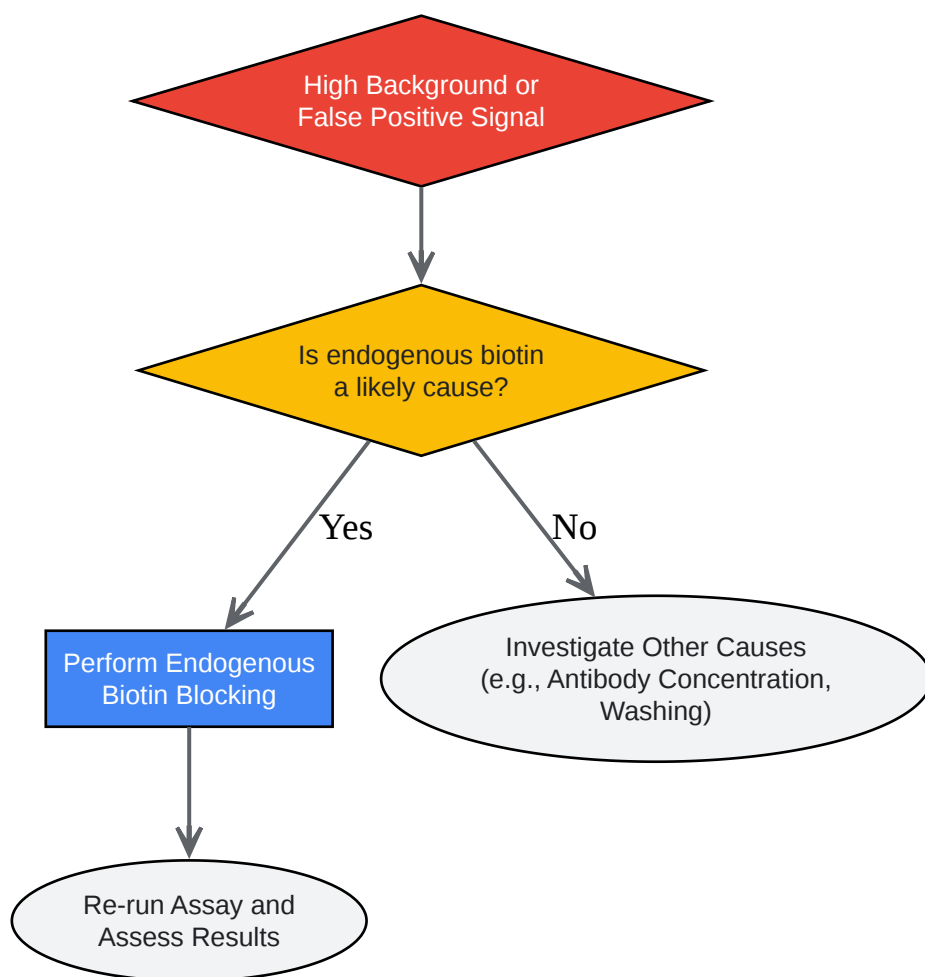 High Background or
False Positive Signal
Is endogenous biotin
a likely cause?
Yes
No
Perform Endogenous
Biotin Blocking
Investigate Other Causes
(e.g., Antibody Concentration,
Washing)
Re-run Assay and
Assess Results